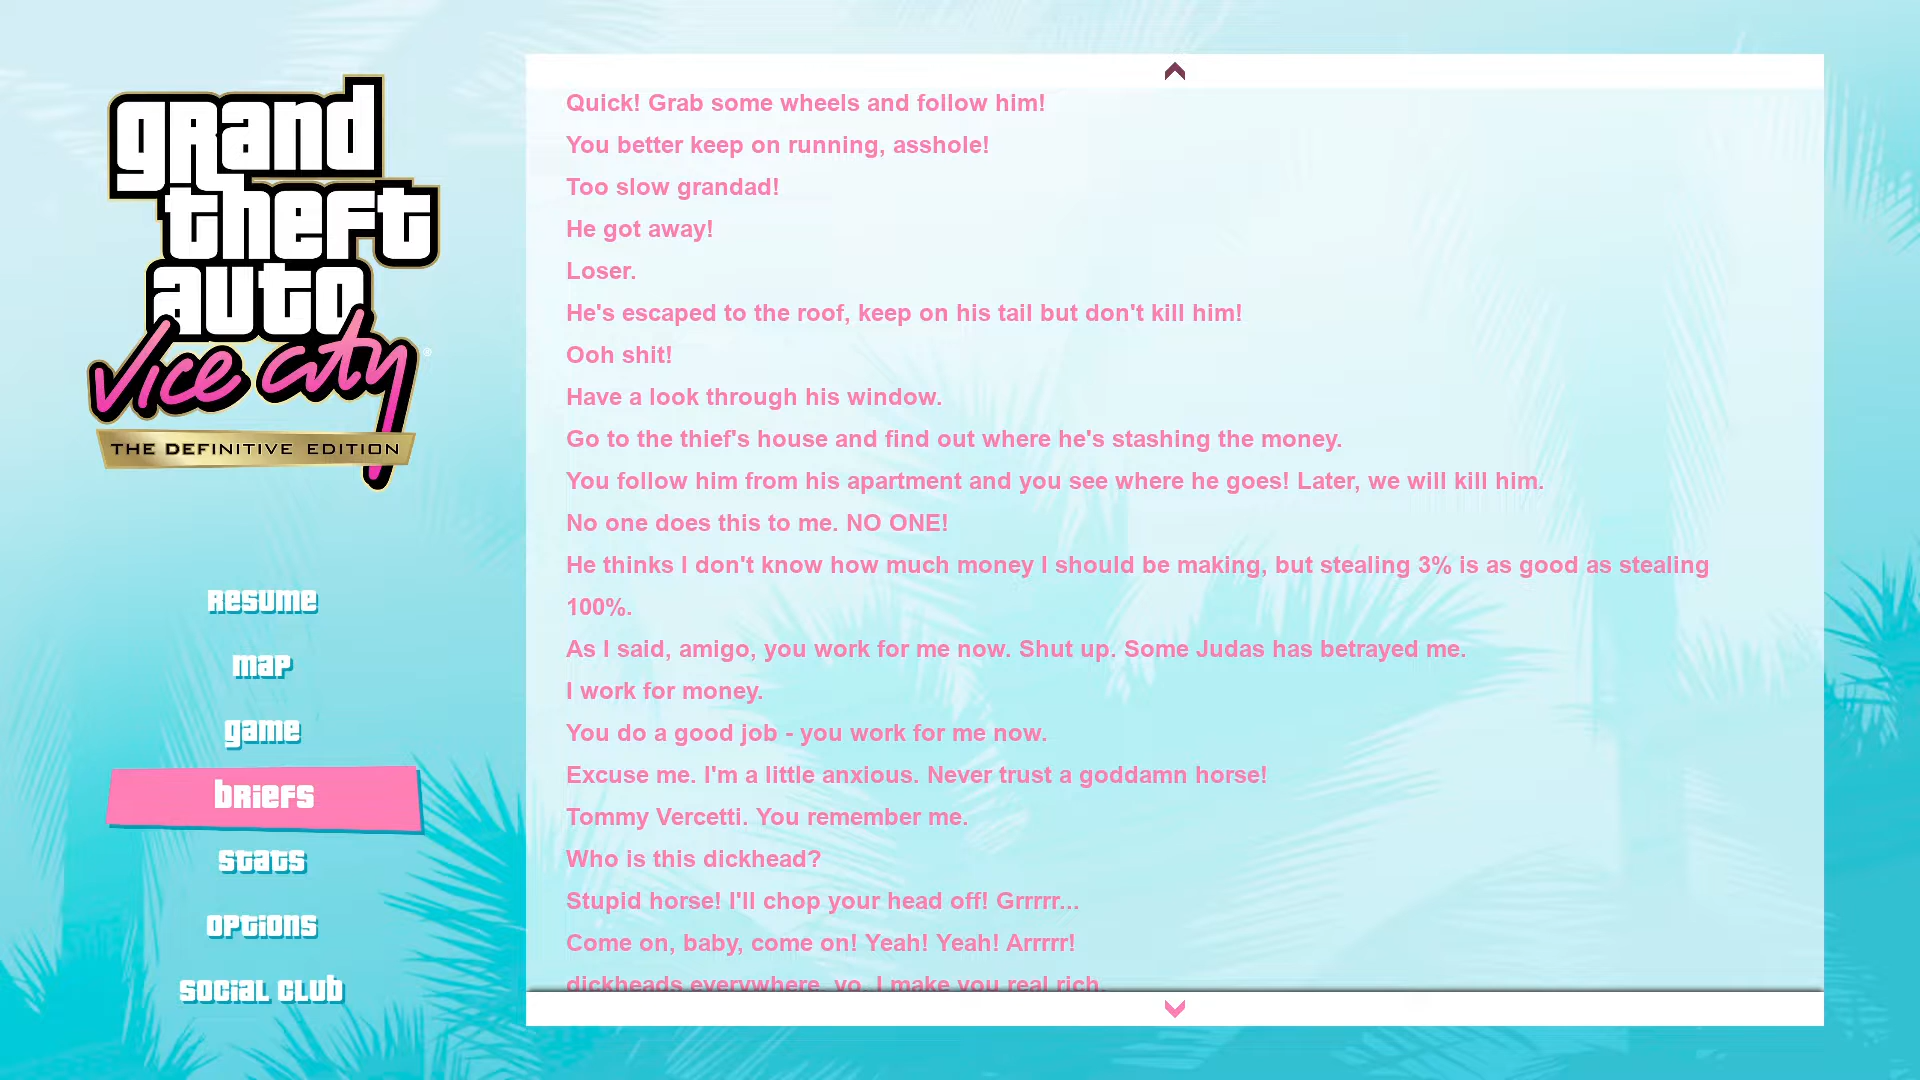 grand
theft
auto
vice city
THE DEFINITIVE EDITION
resume
map
game
briefs
stats
options
social club
Quick! Grab some wheels and follow him!
You better keep on running, asshole!
Too slow grandad!
He got away!
Loser.
He's escaped to the roof, keep on his tail but don't kill him!
Ooh shit!
Have a look through his window.
Go to the thief's house and find out where he's stashing the money.
You follow him from his apartment and you see where he goes! Later, we will kill him.
No one does this to me. NO ONE!
He thinks I don't know how much money I should be making, but stealing 3% is as good as stealing
100%.
As I said, amigo, you work for me now. Shut up. Some Judas has betrayed me.
I work for money.
You do a good job - you work for me now.
Excuse me. I'm a little anxious. Never trust a goddamn horse!
Tommy Vercetti. You remember me.
Who is this dickhead?
Stupid horse! I'll chop your head off! Grrrrr...
Come on, baby, come on! Yeah! Yeah! Arrrrr!
dickheads everywhere, yo. I make you real rich.